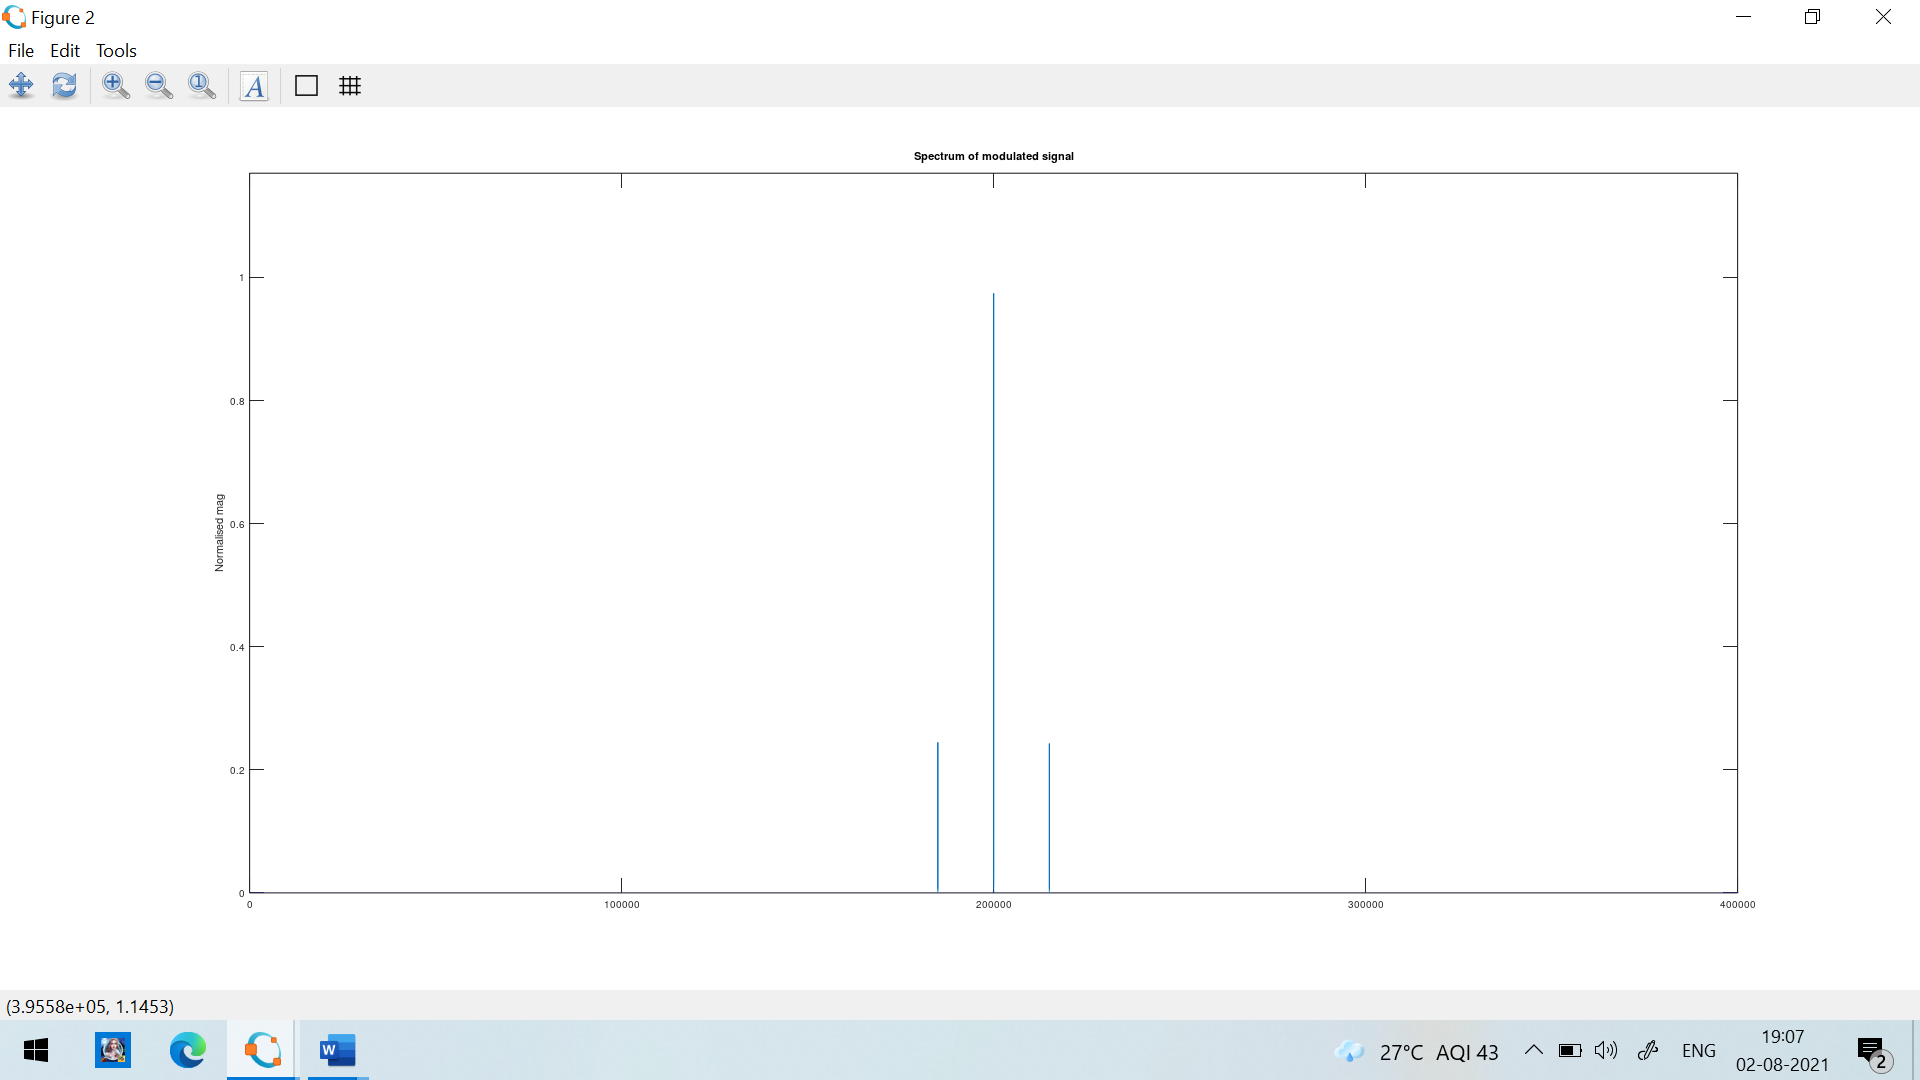 Figure 2
File Edit Tools
A
Spectrum of modulated signal
1
0.8
0.6
0.4
0.2
0
Normalised mag
0 100000 200000 300000 400000
(3.9558e+05, 1.1453)
W
27°C AQI 43
ENG
19:07
02-08-2021
2